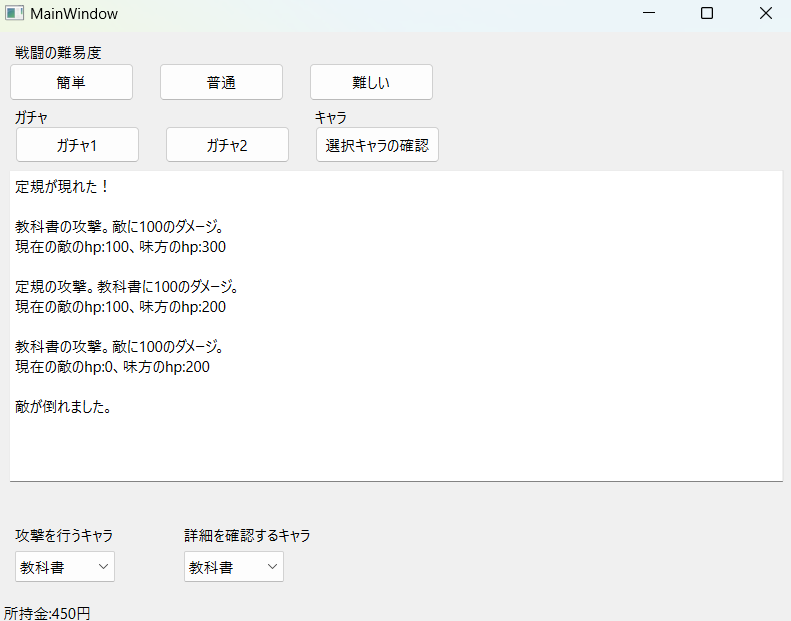 MainWindow
戦闘の難易度
簡単 普通 難しい
ガチャ キャラ
ガチャ1 ガチャ2 選択キャラの確認
定規が現れた！
教科書の攻撃。敵に100のダメージ。
現在の敵のhp:100、味方のhp:300
定規の攻撃。教科書に100のダメージ。
現在の敵のhp:100、味方のhp:200
教科書の攻撃。敵に100のダメージ。
現在の敵のhp:0、味方のhp:200
敵が倒れました。
攻撃を行うキャラ 詳細を確認するキャラ
教科書 教科書
所持金:450円